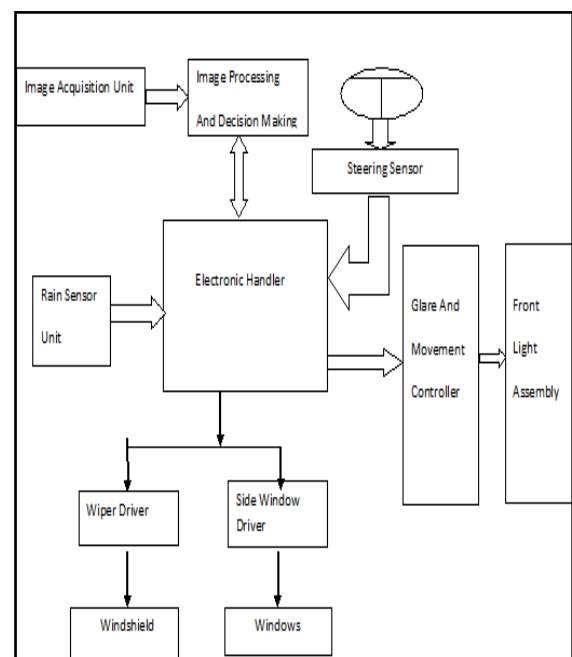 Image Acquisition Unit
Image Processing
And Decision Making
Steering Sensor
Electronic Handler
Rain Sensor
Unit
Glare And
Movement
Controller
Front
Light
Assembly
Wiper Driver
Side Window
Driver
Windshield
Windows